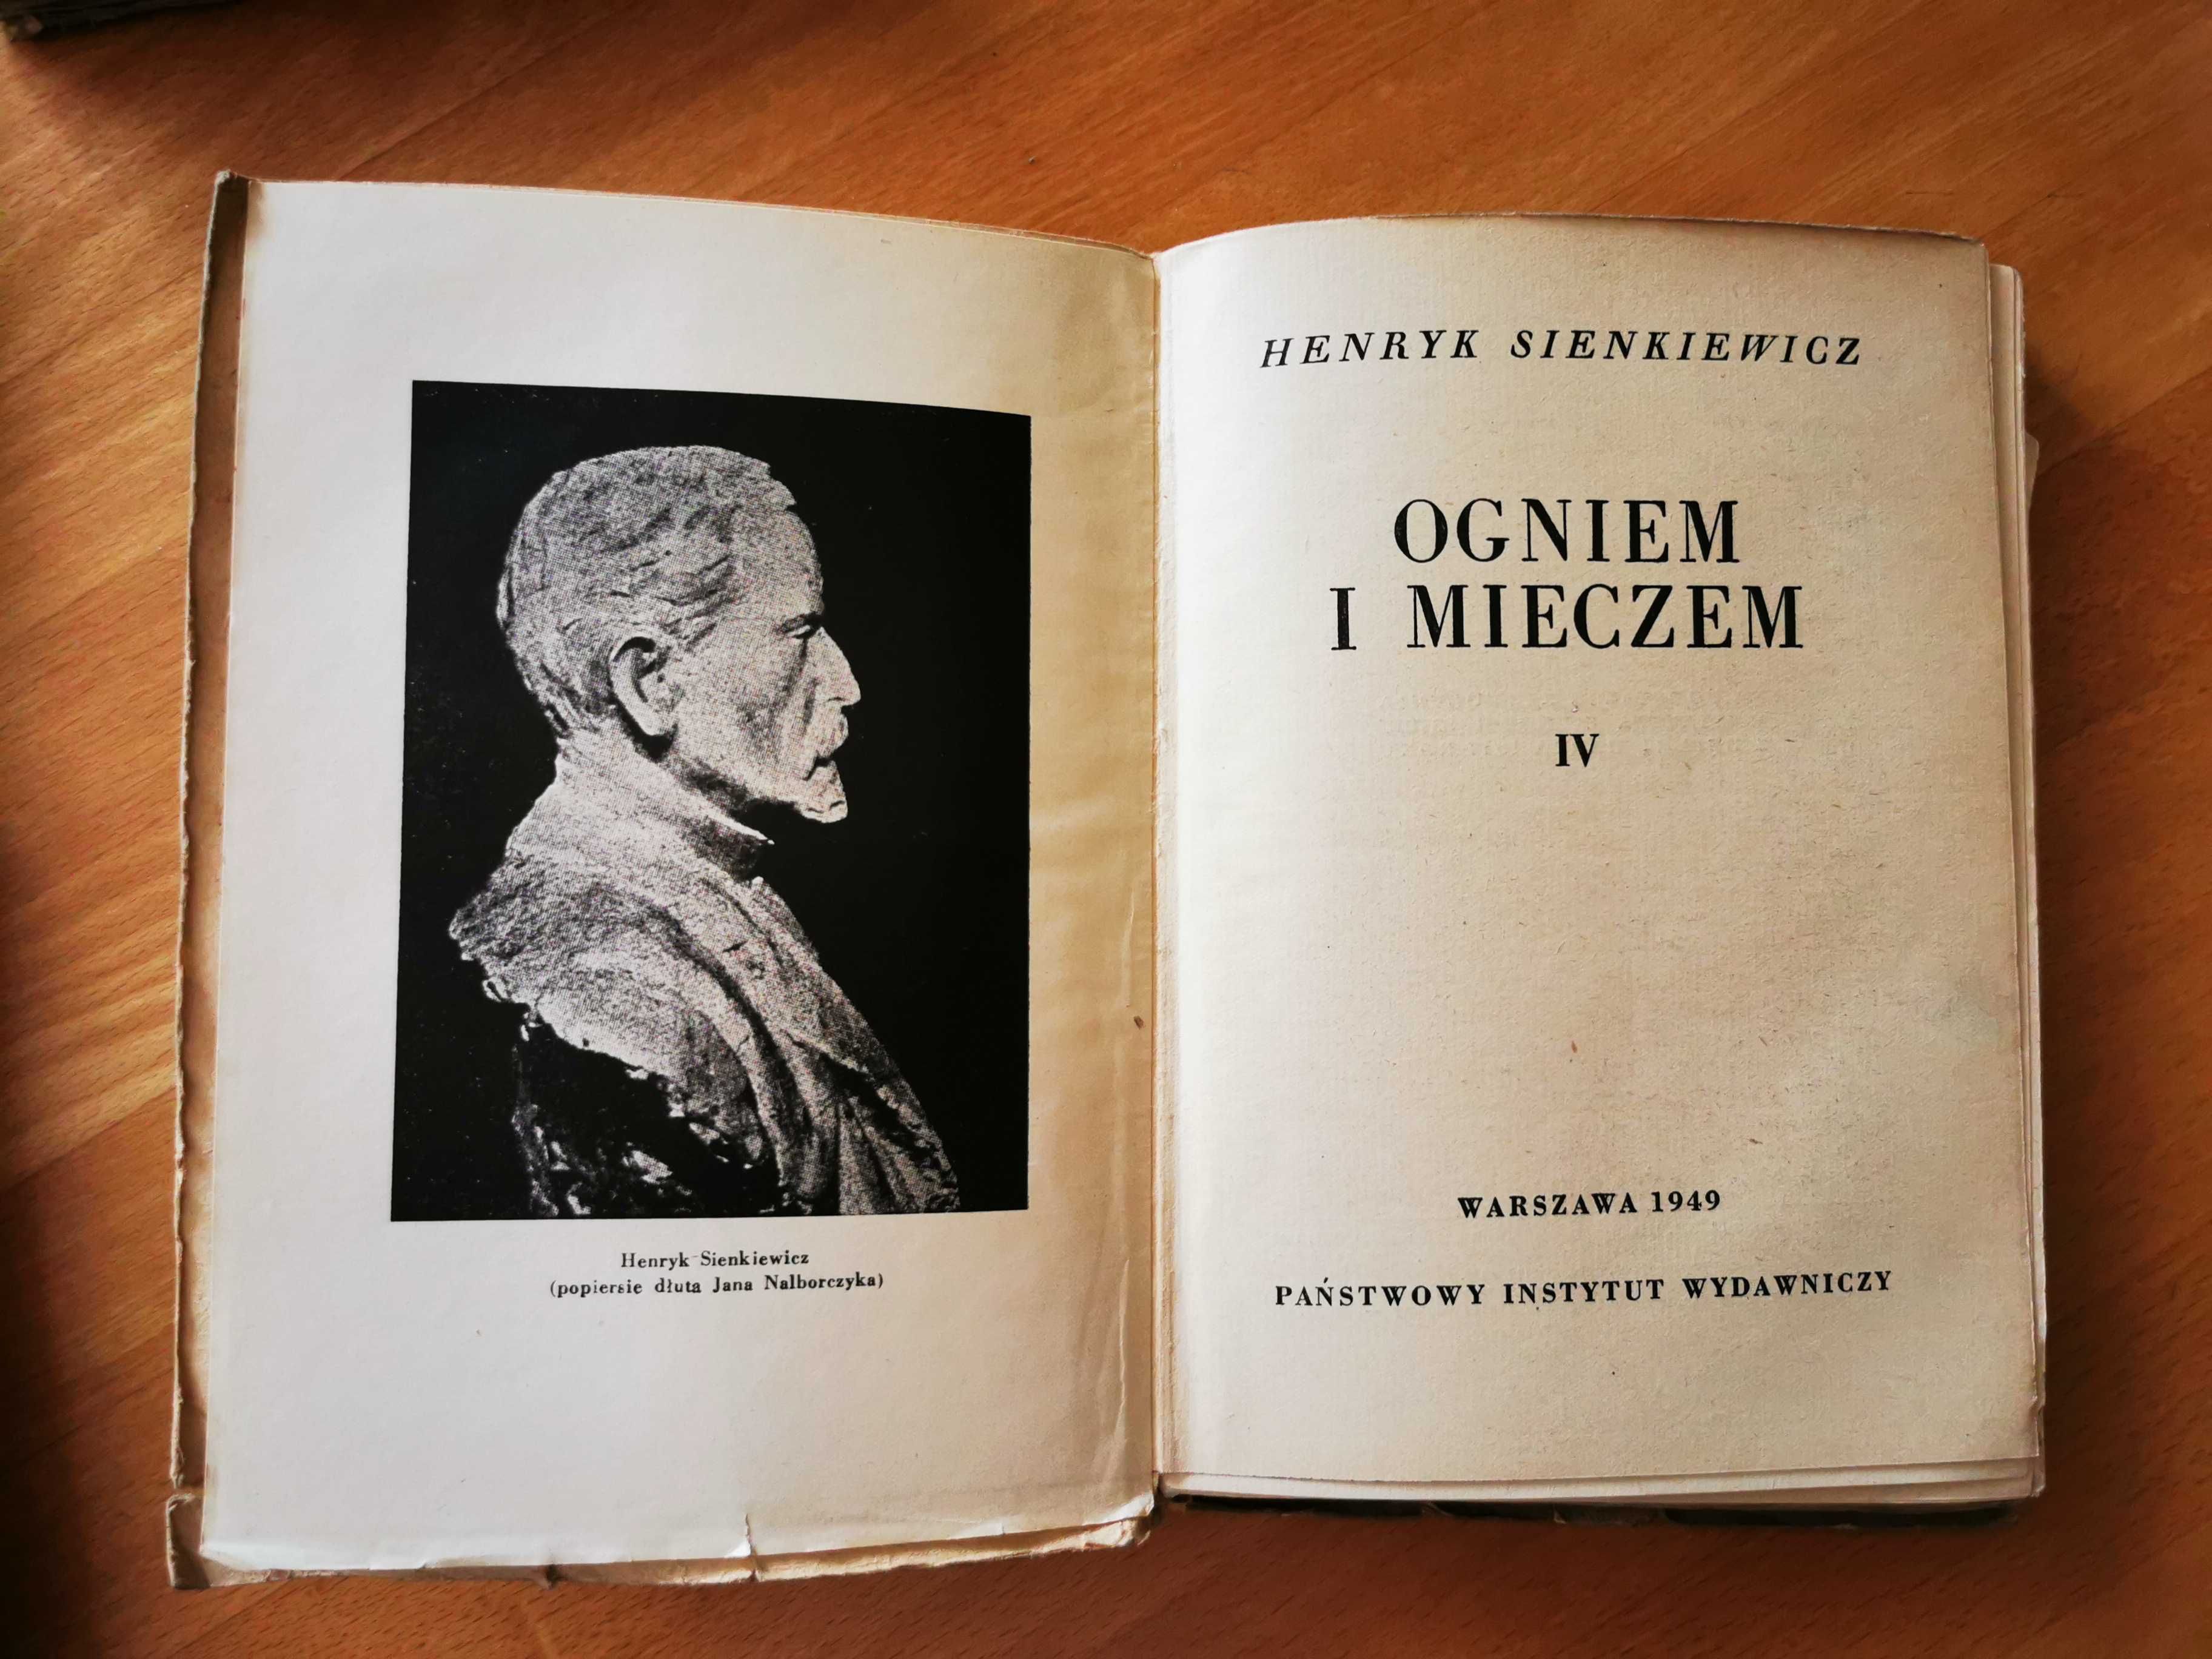 Henryk Sienkiewicz
(popiersie dłuta Jana Nalborczyka)
HENRYK SIENKIEWICZ
OGNIEM
I MIECZEM
IV
WARSZAWA 1949
PAŃSTWOWY INSTYTUT WYDAWNICZY